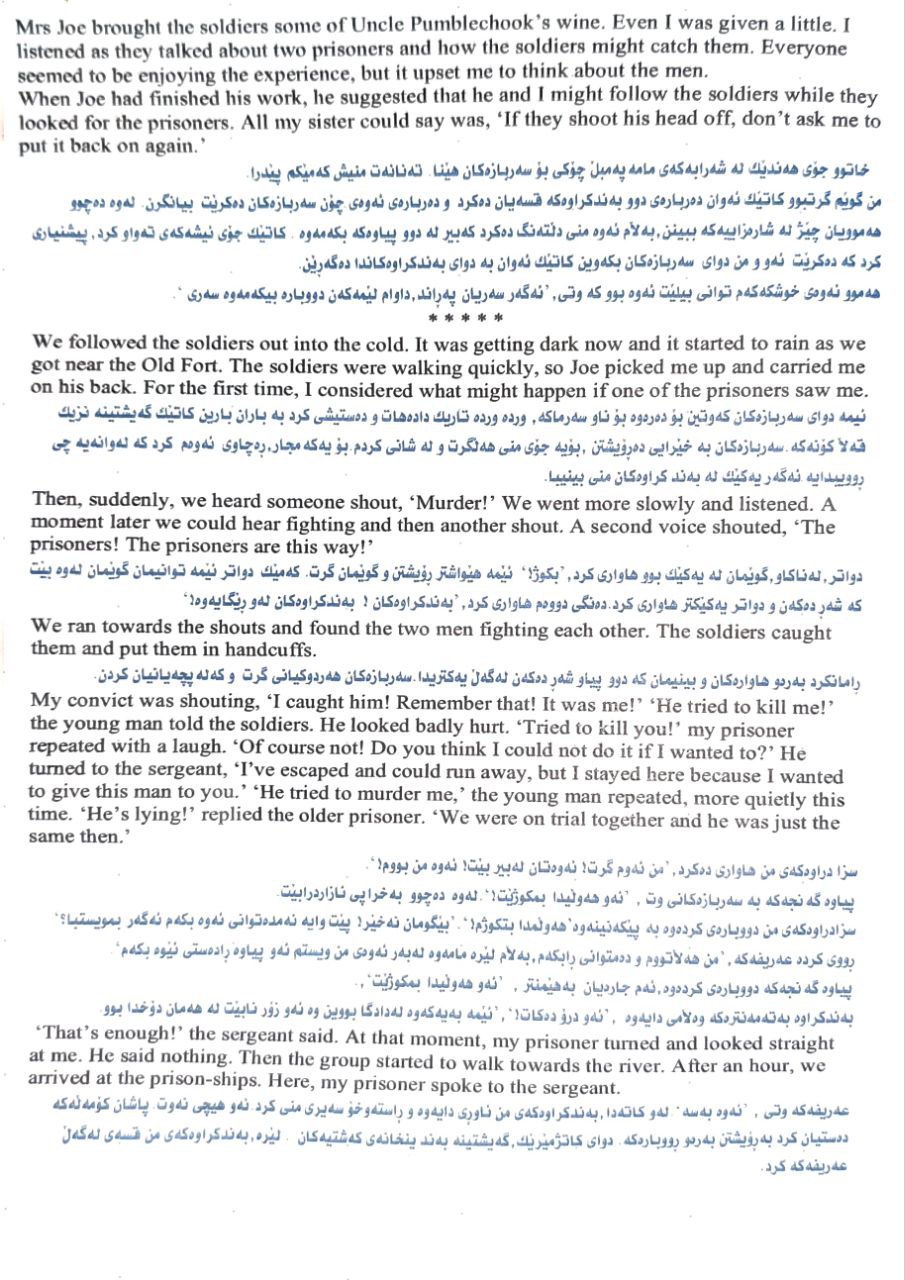 Mrs Joe brought the soldiers some of Uncle Pumblechook’s wine. Even I was given a little. I
listened as they talked about two prisoners and how the soldiers might catch them. Everyone
seemed to be enjoying the experience, but it upset me to think about the men.
When Joe had finished his work, he suggested that he and I might follow the soldiers while they
looked for the prisoners. All my sister could say was, ‘If they shoot his head off, don’t ask me to
put it back on again.’
خاتوو جۆی هەندێك لە شەرابەكەی مامە پەمبڵ چۆكی بۆ سەربازەكان هێنا. تەنانەت منیش كەمێكم پێدرا.
من گوێم گرتبوو كاتێك ئەوان دەربارەی دوو بەندكراوەكە قسەیان دەكرد و دەربارەی ئەوەی چۆن سەربازەكان دەكرێت بیانگرن. لەوە دەچوو
هەموویان چێژ لە شارەزاییەكە ببینن,بەڵام ئەوە منی دڵتەنگ دەكرد كەبیر لە دوو پیاوەكە بكەمەوە . كاتێك جۆی نیشەكەی تەواو كرد, پیشنیاری
كرد كە دەكرێت ئەو و من دوای سەربازەكان بكەوین كاتێك ئەوان بە دوای بەندكراوەكاندا دەگەرێن.
هەموو ئەوەی خوشكەكەم توانی بیلێت ئەوە بوو كە وتی,’ئەگەر سەریان پەراند,داوام لێمەكەن دووبارە بیكەمەوە سەری ‘.
* * * * *
We followed the soldiers out into the cold. It was getting dark now and it started to rain as we
got near the Old Fort. The soldiers were walking quickly, so Joe picked me up and carried me
on his back. For the first time, I considered what might happen if one of the prisoners saw me.
ئیمە دوای سەربازەكان كەوتین بۆ دەرەوە بۆ ناو سەرماكە, وردە وردە تاریك دادەهات و دەستیشی كرد بە باران بارین كاتێك گەیشتینە نزیك
قەلا كۆنەكە.سەربازەكان بە خێرایی دەرۆیشتن ,بۆیە جۆی منی هەلگرت و لە شانی كردم.بۆ یەكە مجار,رەچاوی ئەوەم كرد كە لەوانەیە چی
رووبیدایە ئەگەر یەكێك لە بەند كراوەكان منی ببینیبا.
Then, suddenly, we heard someone shout, ‘Murder!’ We went more slowly and listened. A
moment later we could hear fighting and then another shout. A second voice shouted, ‘The
prisoners! The prisoners are this way!’
دواتر,لەناكاو,گوێمان لە یەكێك بوو هاواری كرد,’بكوژ!‘ ئێمە هێواشتر رۆیشتن و گوێمان گرت. كەمێك دواتر ئێمە توانیمان گوێمان لەوە بێت
كە شەر دەكەن و دواتر یەكێكتر هاواری كرد.دەنگی دووەم هاواری كرد,’بەندكراوەكان ! بەندكراوەكان لەو رێگایەوە!‘
We ran towards the shouts and found the two men fighting each other. The soldiers caught
them and put them in handcuffs.
رامانكرد بەرەو هاوارەكان و بینیمان كە دوو پیاو شەر دەكەن لەگەڵ یەكتریدا.سەربازەكان هەردوكیانی گرت و كەلە پچەیانیان كردن.
My convict was shouting, ‘I caught him! Remember that! It was me!’ ‘He tried to kill me!’
the young man told the soldiers. He looked badly hurt. ‘Tried to kill you!’ my prisoner
repeated with a laugh. ‘Of course not! Do you think I could not do it if I wanted to?’ He
turned to the sergeant, ‘I’ve escaped and could run away, but I stayed here because I wanted
to give this man to you.’ ‘He tried to murder me,’ the young man repeated, more quietly this
time. ‘He’s lying!’ replied the older prisoner. ‘We were on trial together and he was just the
same then.’
سزا دراوەكەی من هاواری دەكرد,’من ئەوم گرت! ئەوەتان لەبیر بێت! ئەوە من بووم!‘.
پیاوە گە نجەكە بە سەربازەكانی وت , ’ئەو هەولیدا بمكوژێت!‘.لەوە دەچوو بەخراپی ئازاردرابێت.
سزادراوەكەی من دووبارەی كردەوە بە پێكەنینەوە’هەولمدا بتكوژم!‘. ’بێگومان نەخێر! پێت وایە نەمدەتوانی ئەوە بكەم ئەگەر بمویستبا؟‘
رووی كردە عەریفەكە,’من هەلاتووم و دەمتوانی رابكەم,بەلام لێرە مامەوە لەبەر ئەوەی من ویستم ئەو پیاوە رادەستی ئێوە بكەم‘.
پیاوە گە نجەكە دووبارەی كردەوە,ئەم جارەیان بەهێمنتر , ’ئەو هەولیدا بمكوژێت‘,.
بەندكراوە بەتەمەنترەكە وەلامی دایەوە ,’ئەو درۆ دەكات!‘,’ئێمە بەیەكەوە لەدادگا بووین وە ئەو زۆر نابێت لە هەمان دۆخدا بوو.
‘That’s enough!’ the sergeant said. At that moment, my prisoner turned and looked straight
at me. He said nothing. Then the group started to walk towards the river. After an hour, we
arrived at the prison-ships. Here, my prisoner spoke to the sergeant.
عەریفەكە وتی , ’ئەوە بەسە‘.لەو كاتەدا,بەندكراوەكەی من ئاوری دایەوە و راستەوخۆ سەیری منی كرد.ئەو هیچی نەوت پاشان كۆمەڵەكە
دەستیان كرد بەرۆیشتن بەرەو رووبارەكە. دوای كاتژمێرێك,گەیشتینە بەند ینخانەی كەشتیەكان . لێرە,بەندكراوەكەی من قسەی لەگەڵ
عەریفەكە كرد.